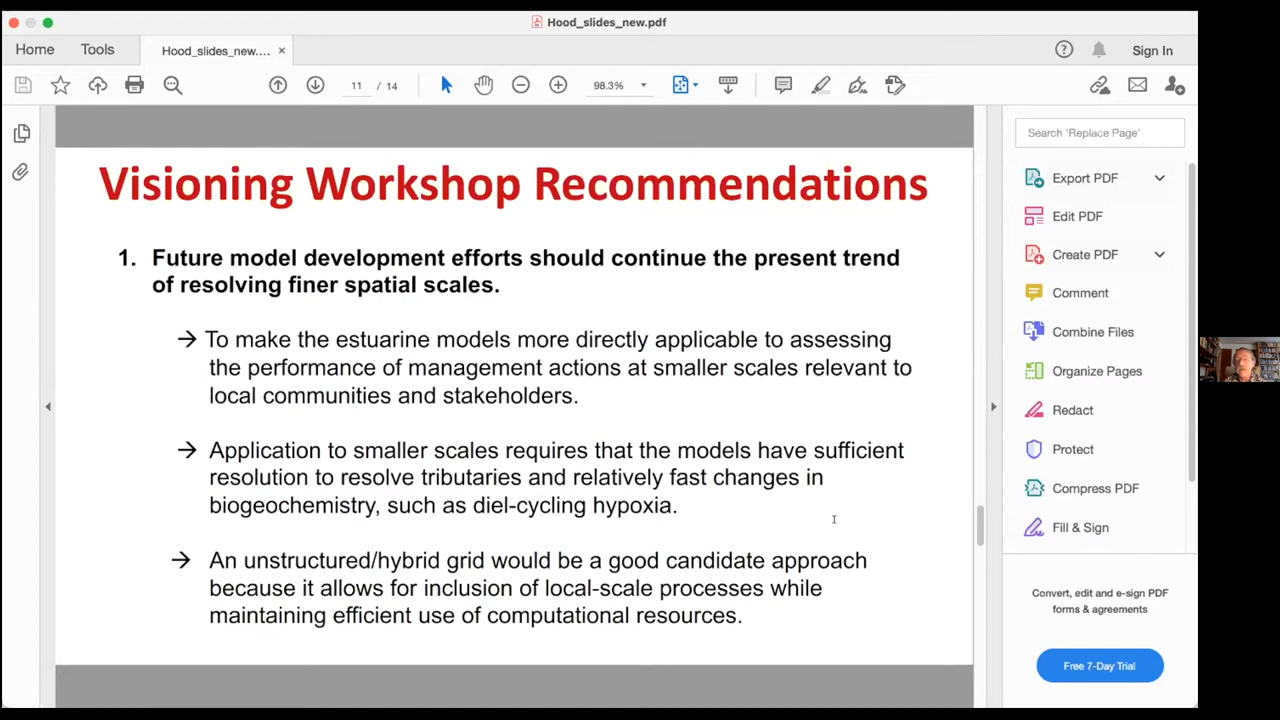 Hood_slides_new.pdf
Home
Tools
Hood_slides_new.... ×
Sign In
11 / 14
98.3%
Visioning Workshop Recommendations
1. Future model development efforts should continue the present trend
of resolving finer spatial scales.
→ To make the estuarine models more directly applicable to assessing
the performance of management actions at smaller scales relevant to
local communities and stakeholders.
→ Application to smaller scales requires that the models have sufficient
resolution to resolve tributaries and relatively fast changes in
biogeochemistry, such as diel-cycling hypoxia.
→ An unstructured/hybrid grid would be a good candidate approach
because it allows for inclusion of local-scale processes while
maintaining efficient use of computational resources.
Search 'Replace Page'
Export PDF
Edit PDF
Create PDF
Comment
Combine Files
Organize Pages
Redact
Protect
Compress PDF
Fill & Sign
Convert, edit and e-sign PDF
forms & agreements
Free 7-Day Trial